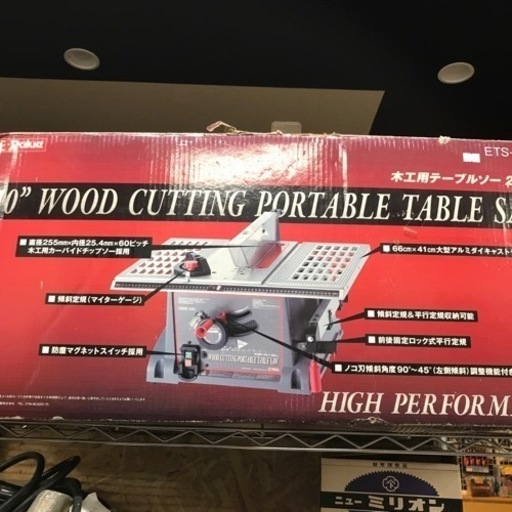 ETS-
木工用テーブルソー 2
0" WOOD CUTTING PORTABLE TABLE SA
■直径255mm×内径25.4mm×60ピッチ
木工用カーバイドチップソー採用
■66cm×41cm大型アルミダイキャスト
■傾斜定規（マイターゲージ）
■傾斜定規＆平行定規収納可能
■前後固定ロック式平行定規
■防塵マグネットスイッチ採用
WOOD CUTTING PORTABLE TABLE SAW
■ノコ刃傾斜角度90°〜45°（左側傾斜）調整機能付き
HIGH PERFORM
ニューミリオン